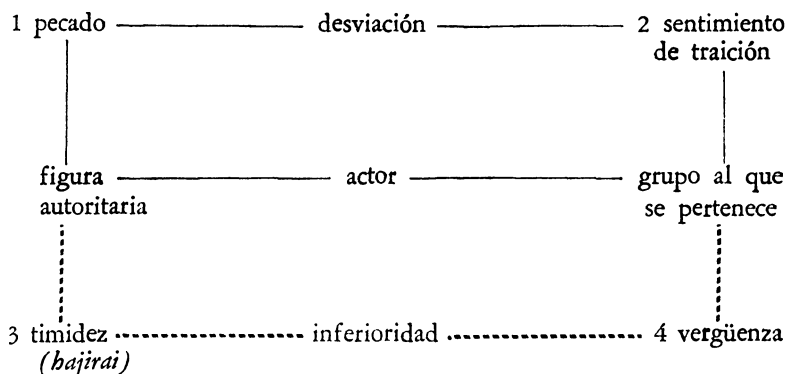 1 pecado desviación 2 sentimiento
de traición
figura actor grupo al que
autoritaria se pertenece
3 timidez inferioridad 4 vergüenza
(hajirai)